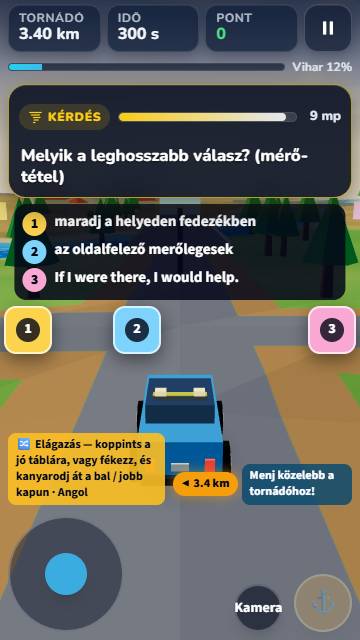 TORNÁDÓ
3.40 km
IDŐ
300 s
PONT
0
Vihar 12%
KÉRDÉS
9 mp
Melyik a leghosszabb válasz? (mérő-
tétel)
1 maradj a helyeden fedezékben
2 az oldalfelező merőlegesek
3 If I were there, I would help.
1
2
3
Elágazás — koppints a
jó táblára, vagy fékezz, és
kanyarodj át a bal / jobb
kapun · Angol
◄ 3.4 km
Menj közelebb a
tornádóhoz!
Kamera